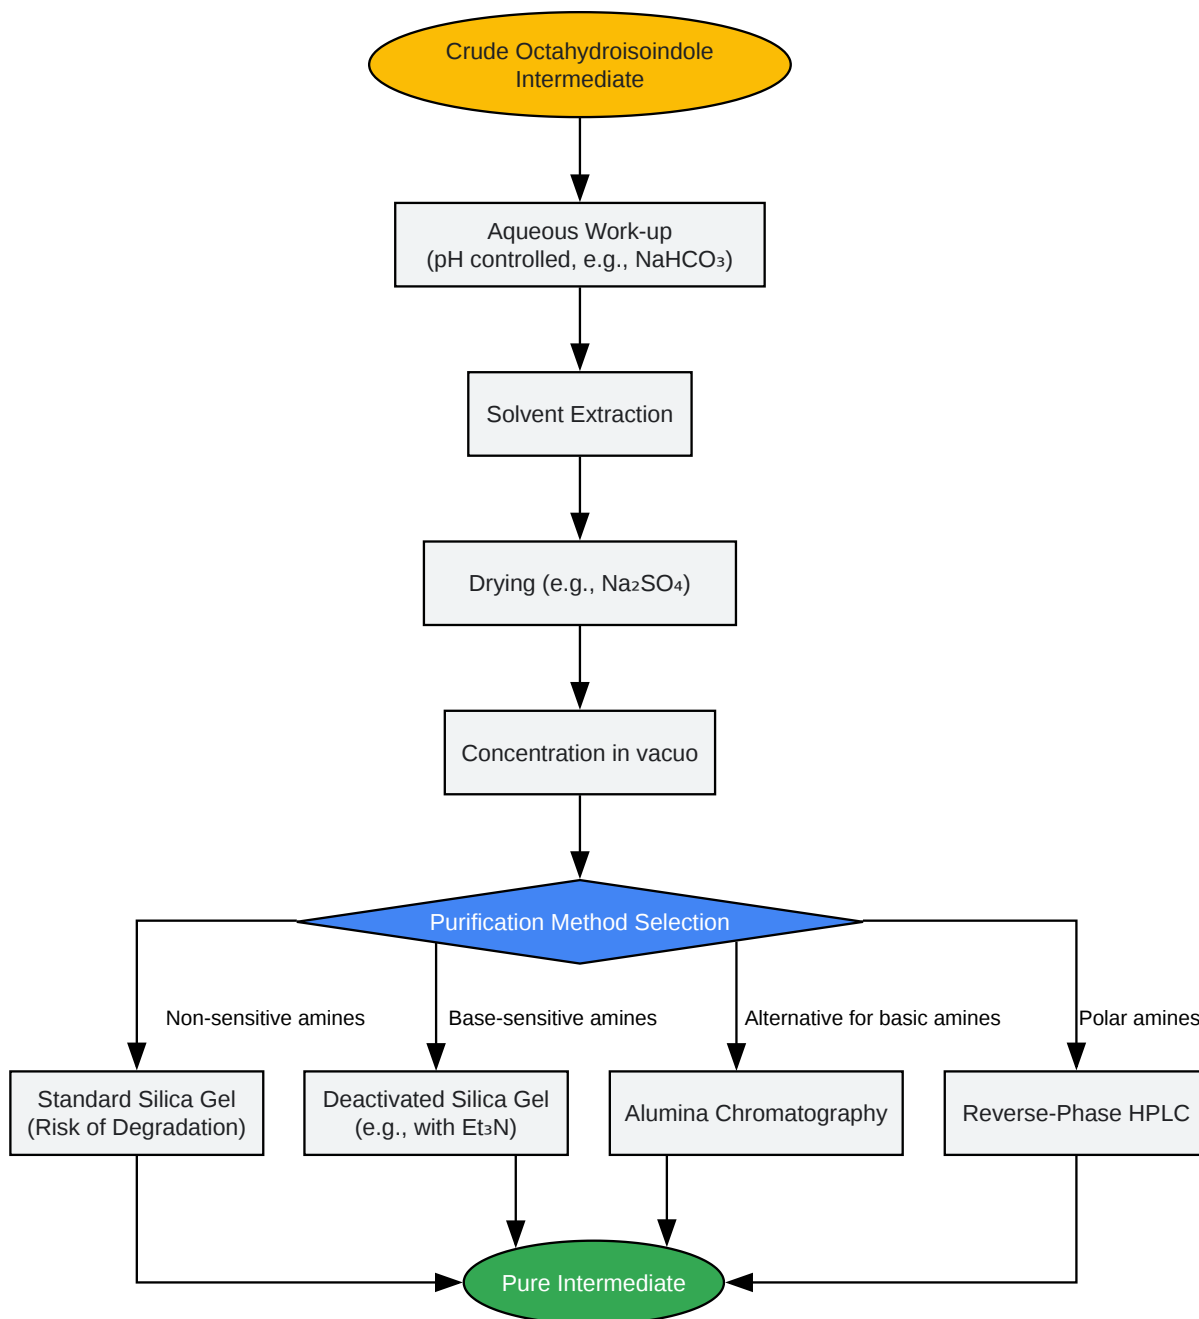 Crude Octahydroisoindole
Intermediate
Aqueous Work-up
(pH controlled, e.g., NaHCO₃)
Solvent Extraction
Drying (e.g., Na₂SO₄)
Concentration in vacuo
Purification Method Selection
Non-sensitive amines
Base-sensitive amines
Alternative for basic amines
Polar amines
Standard Silica Gel
(Risk of Degradation)
Deactivated Silica Gel
(e.g., with Et₃N)
Alumina Chromatography
Reverse-Phase HPLC
Pure Intermediate